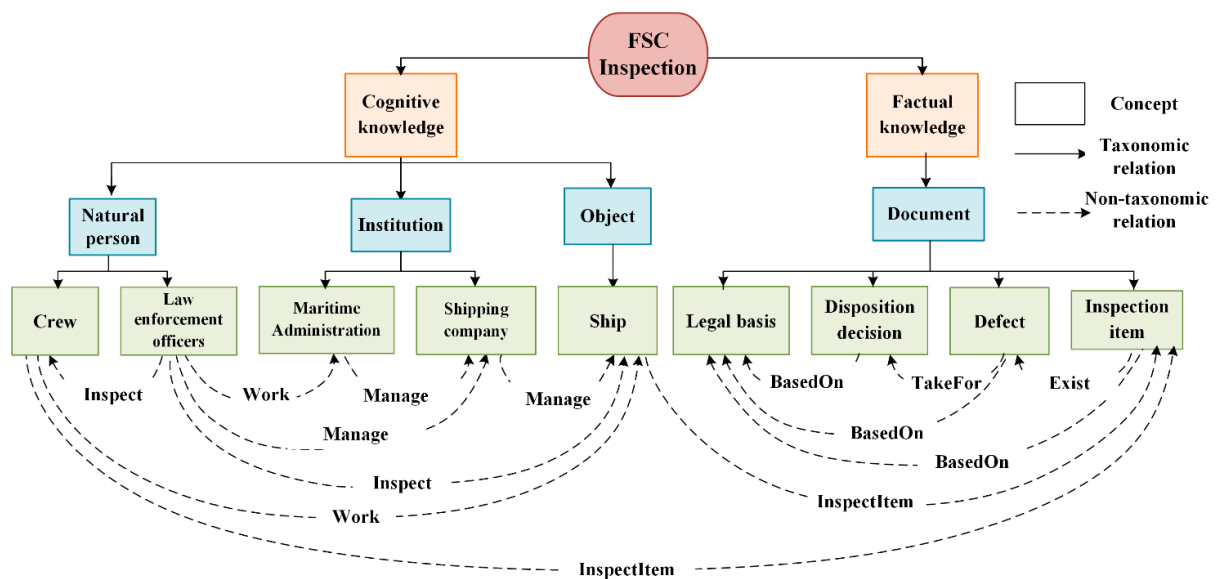 FSC
Inspection
Cognitive
knowledge
Factual
knowledge
Concept
Taxonomic
relation
Non-taxonomic
relation
Natural
person
Institution
Object
Document
Crew
Law
enforcement
officers
Maritimc
Administration
Shipping
company
Ship
Legal basis
Disposition
decision
Defect
Inspection
item
Inspect
Work
Manage
Manage
Manage
Inspect
Work
BasedOn
TakeFor
Exist
BasedOn
BasedOn
InspectItem
InspectItem